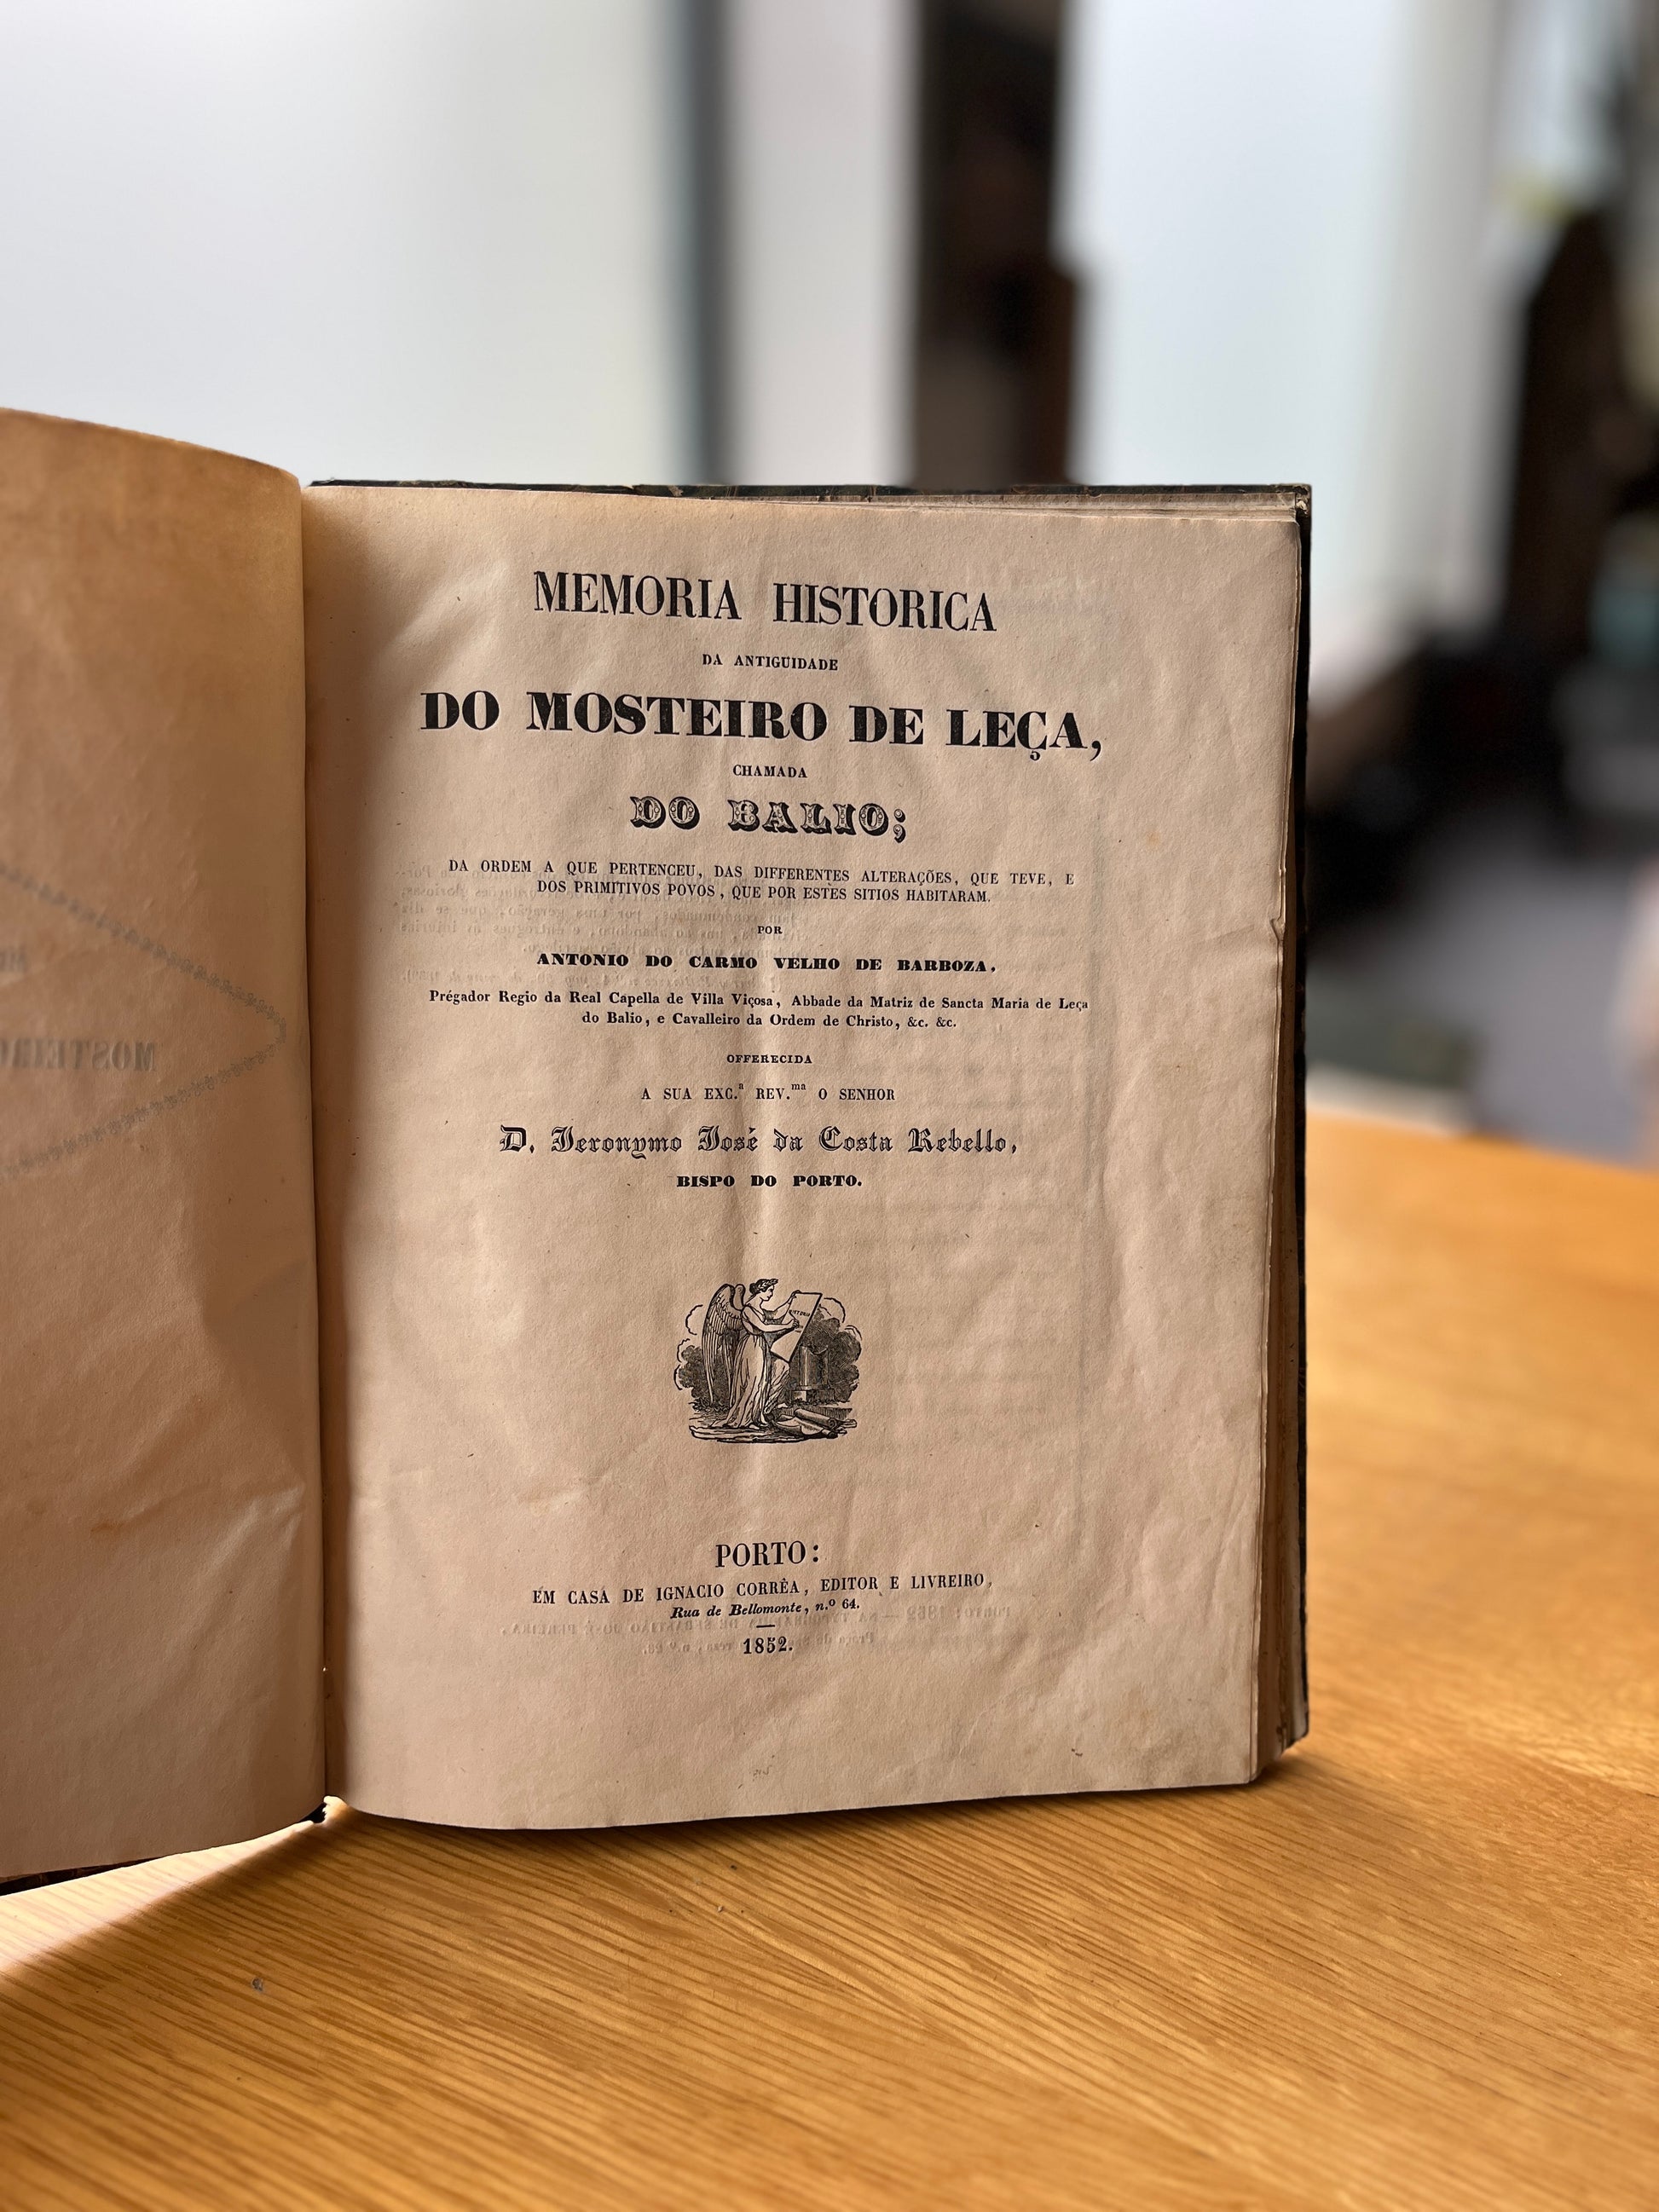 MEMORIA HISTORICA
DA ANTIGUIDADE
DO MOSTEIRO DE LEÇA,
CHAMADA
DO BALIO;
DA ORDEM A QUE PERTENCEU, DAS DIFFERENTES ALTERAÇÕES, QUE TEVE, E
DOS PRIMITIVOS POVOS, QUE POR ESTES SITIOS HABITARAM.
POR
ANTONIO DO CARMO VELHO DE BARBOZA,
Prégador Regio da Real Capella de Villa Viçosa, Abbade da Matriz de Sancta Maria de Leça
do Balio, e Cavalleiro da Ordem de Christo, &c. &c.
OFFERECIDA
A SUA EXC.ª REV.ma O SENHOR
D. Jeronymo José da Costa Rebello,
BISPO DO PORTO.
PORTO:
EM CASA DE IGNACIO CORRÊA, EDITOR E LIVREIRO,
Rua de Bellomonte, n.º 64.
1852.
MOSTEIRO